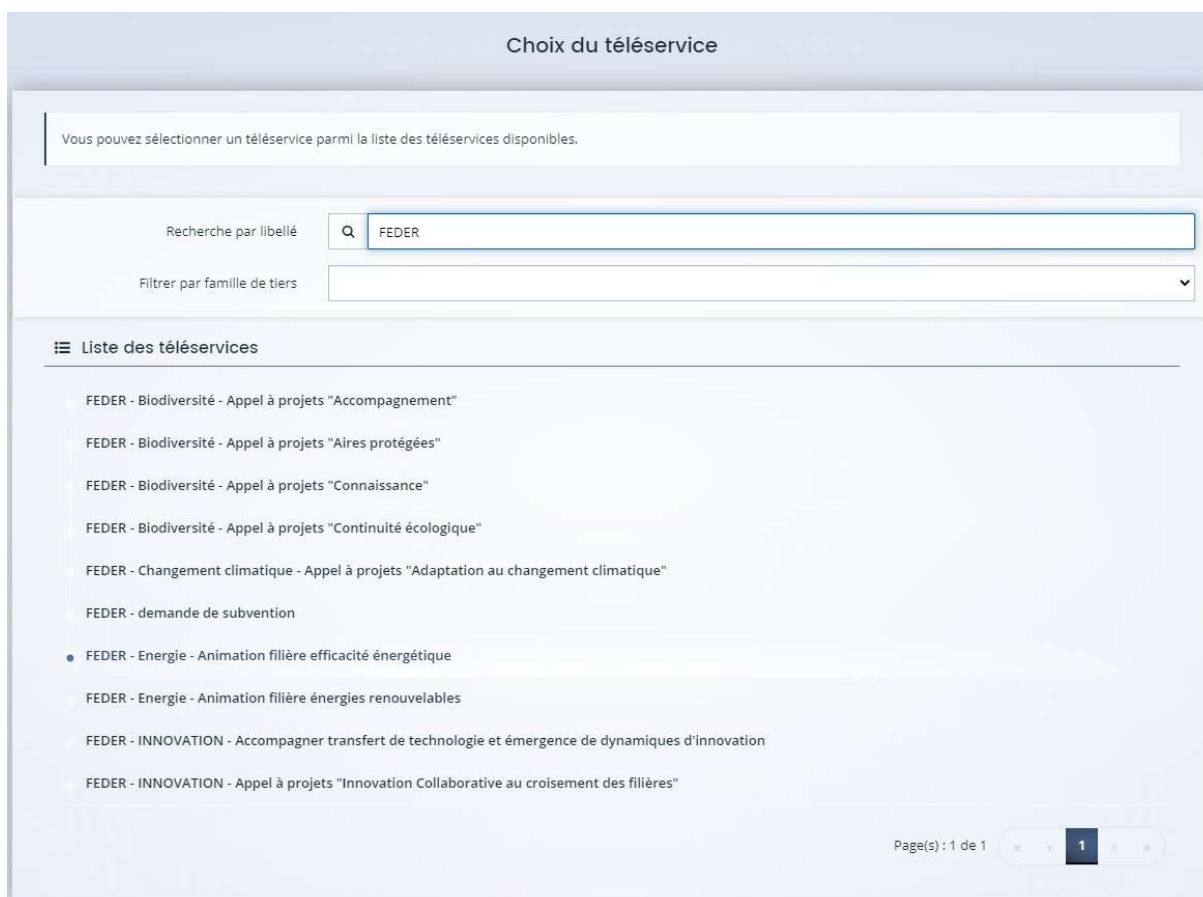 Choix du téléservice
Vous pouvez sélectionner un téléservice parmi la liste des téléservices disponibles.
Recherche par libellé FEDER
Filtrer par famille de tiers
Liste des téléservices
FEDER - Biodiversité - Appel à projets "Accompagnement"
FEDER - Biodiversité - Appel à projets "Aires protégées"
FEDER - Biodiversité - Appel à projets "Connaissance"
FEDER - Biodiversité - Appel à projets "Continuité écologique"
FEDER - Changement climatique - Appel à projets "Adaptation au changement climatique"
FEDER - demande de subvention
FEDER - Energie - Animation filière efficacité énergétique
FEDER - Energie - Animation filière énergies renouvelables
FEDER - INNOVATION - Accompagner transfert de technologie et émergence de dynamiques d'innovation
FEDER - INNOVATION - Appel à projets "Innovation Collaborative au croisement des filières"
Page(s) : 1 de 1 « ‹ 1 › »